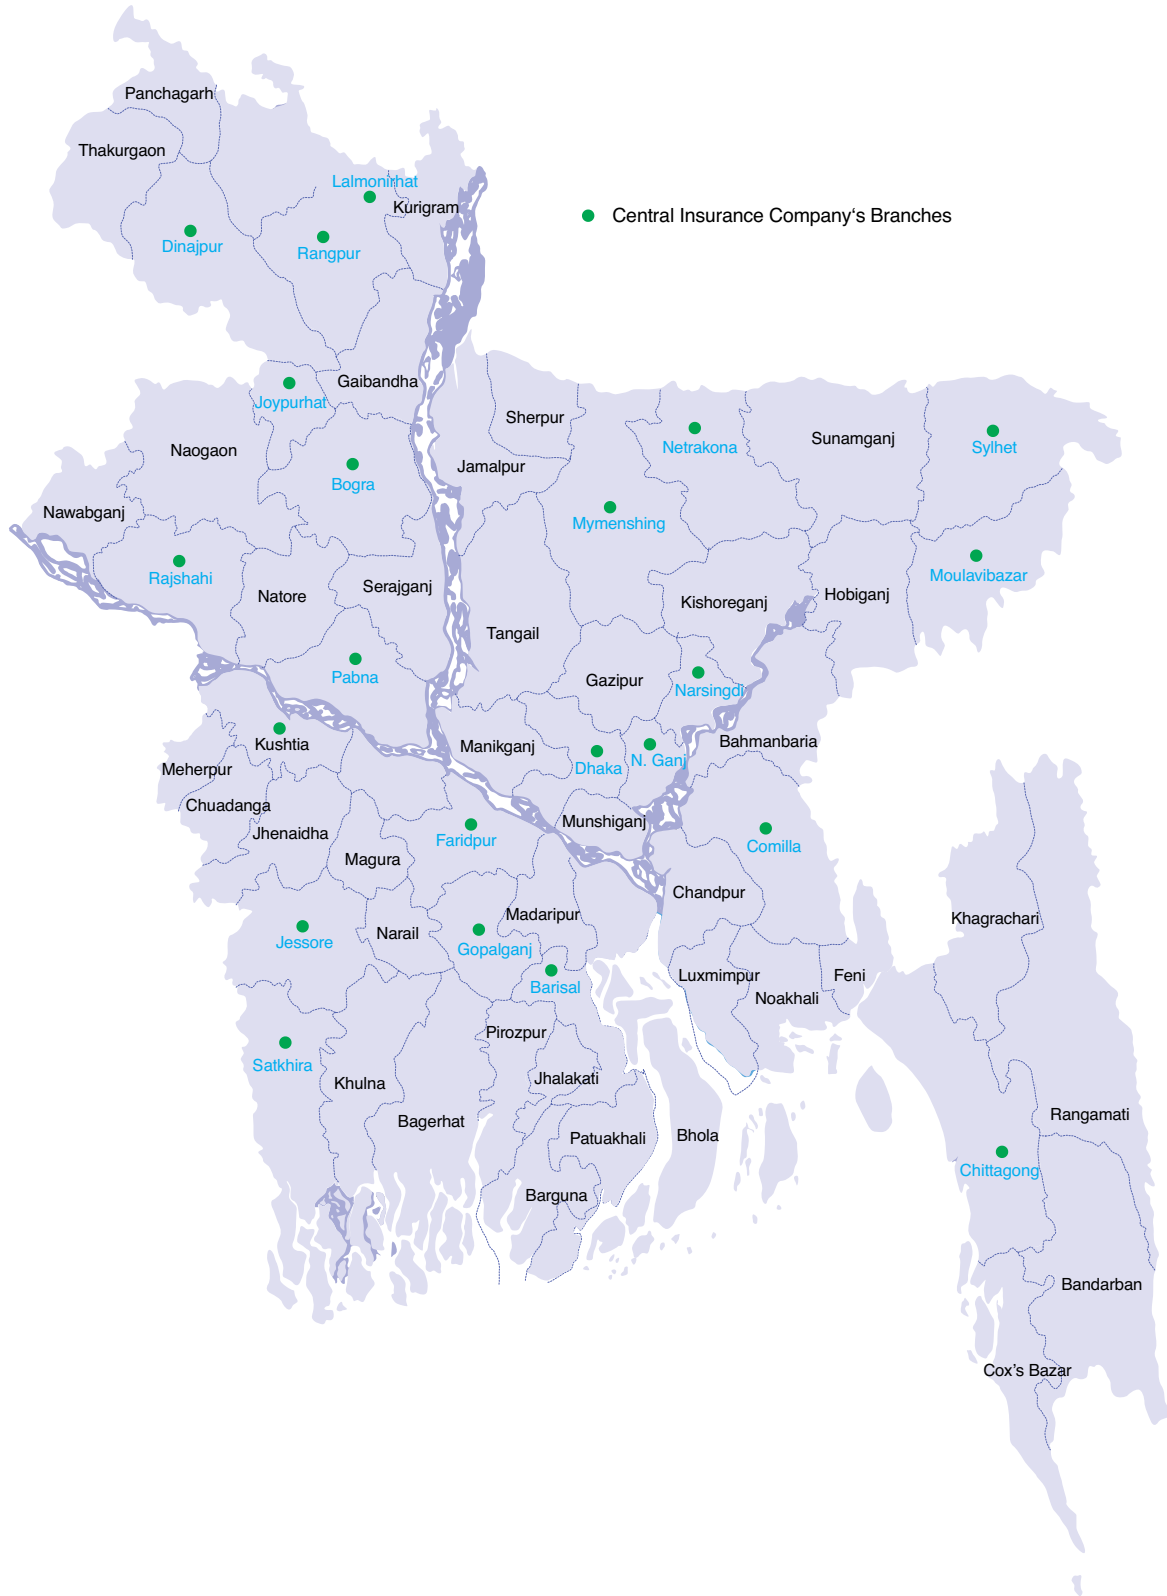 Panchagarh
Thakurgaon
Lalmonirhat
Kurigram
Central Insurance Company‘s Branches
Dinajpur
Rangpur
Gaibandha
Joypurhat
Sherpur
Netrakona
Sunamganj
Sylhet
Naogaon
Jamalpur
Bogra
Nawabganj
Mymenshing
Rajshahi
Moulavibazar
Serajganj
Natore
Hobiganj
Kishoreganj
Tangail
Pabna
Gazipur
Narsingdi
Kushtia
Manikganj
Bahmanbaria
Meherpur
Dhaka
N. Ganj
Chuadanga
Munshiganj
Jhenaidha
Faridpur
Comilla
Magura
Chandpur
Madaripur
Khagrachari
Narail
Jessore
Gopalganj
Luxmimpur
Feni
Barisal
Noakhali
Pirozpur
Satkhira
Jhalakati
Khulna
Rangamati
Bagerhat
Patuakhali
Bhola
Chittagong
Barguna
Bandarban
Cox's Bazar